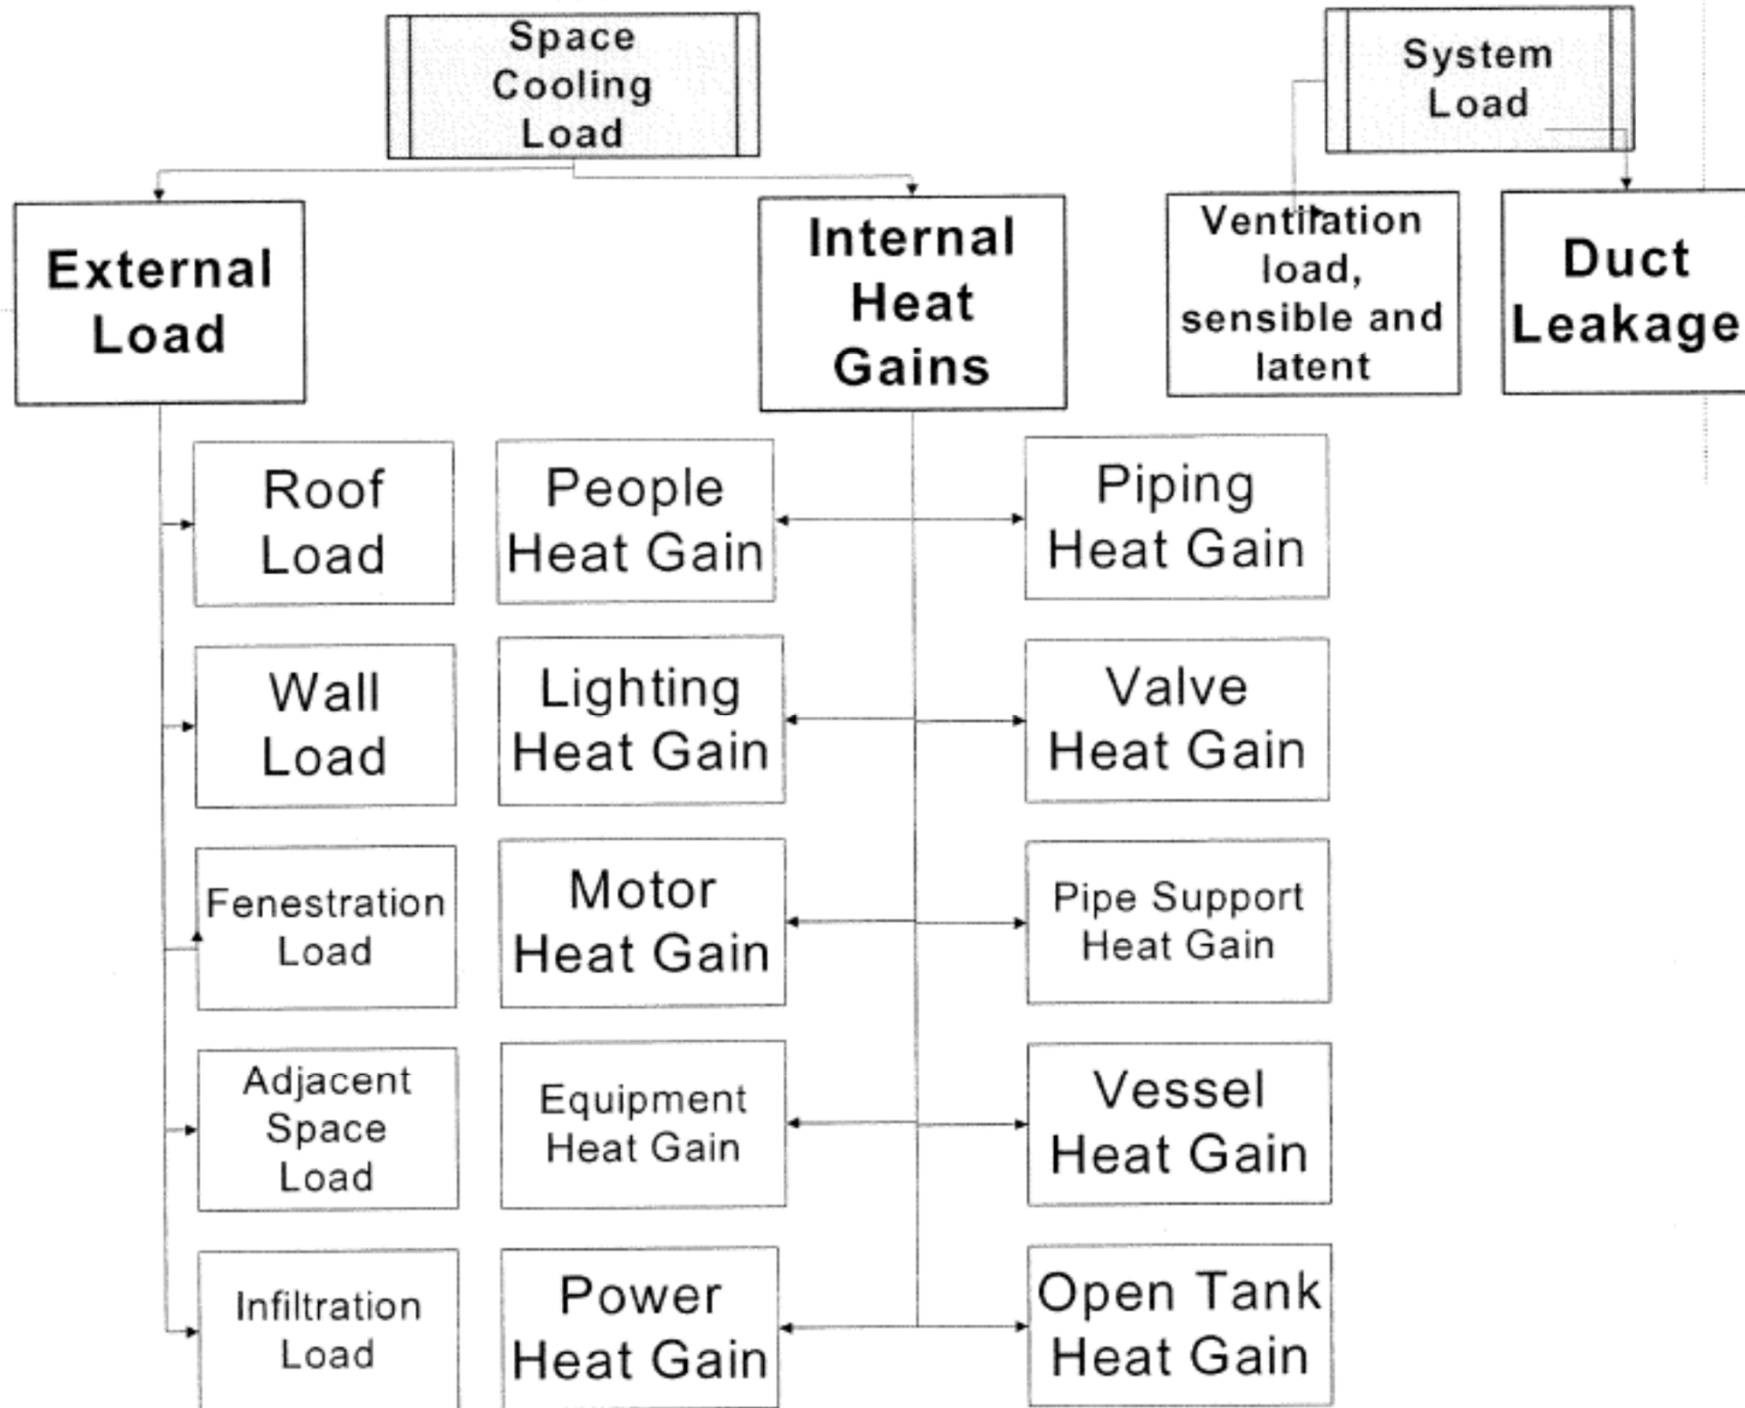 Space
Cooling
Load
System
Load
External
Load
Internal
Heat
Gains
Ventilation
load,
sensible and
latent
Duct
Leakage
Roof
Load
People
Heat Gain
Piping
Heat Gain
Wall
Load
Lighting
Heat Gain
Valve
Heat Gain
Fenestration
Load
Motor
Heat Gain
Pipe Support
Heat Gain
Adjacent
Space
Load
Equipment
Heat Gain
Vessel
Heat Gain
Infiltration
Load
Power
Heat Gain
Open Tank
Heat Gain